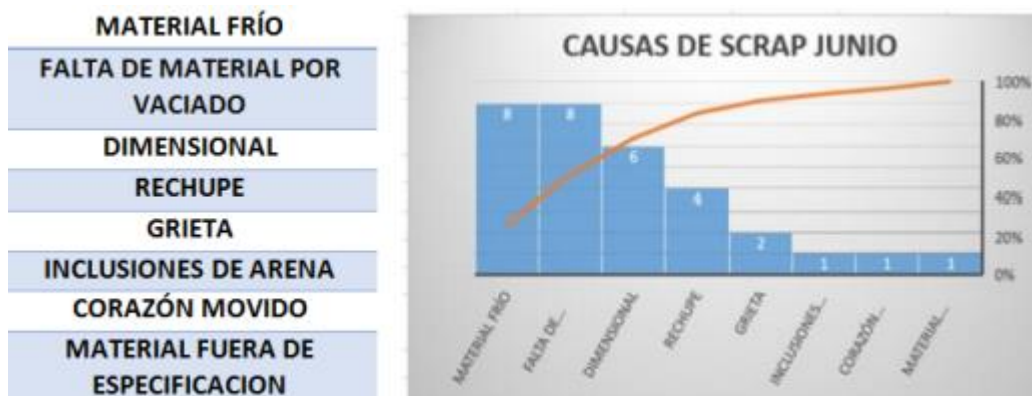 MATERIAL FRÍO
FALTA DE MATERIAL POR
VACIADO
DIMENSIONAL
RECHUPE
GRIETA
INCLUSIONES DE ARENA
CORAZÓN MOVIDO
MATERIAL FUERA DE
ESPECIFICACION
CAUSAS DE SCRAP JUNIO
100%
80%
60%
40%
20%
0%
8
8
6
4
2
1
1
1
MATERIAL FRÍO
FALTA DE...
DIMENSIONAL
RECHUPE
GRIETA
INCLUSIONES...
CORAZÓN...
MATERIAL...